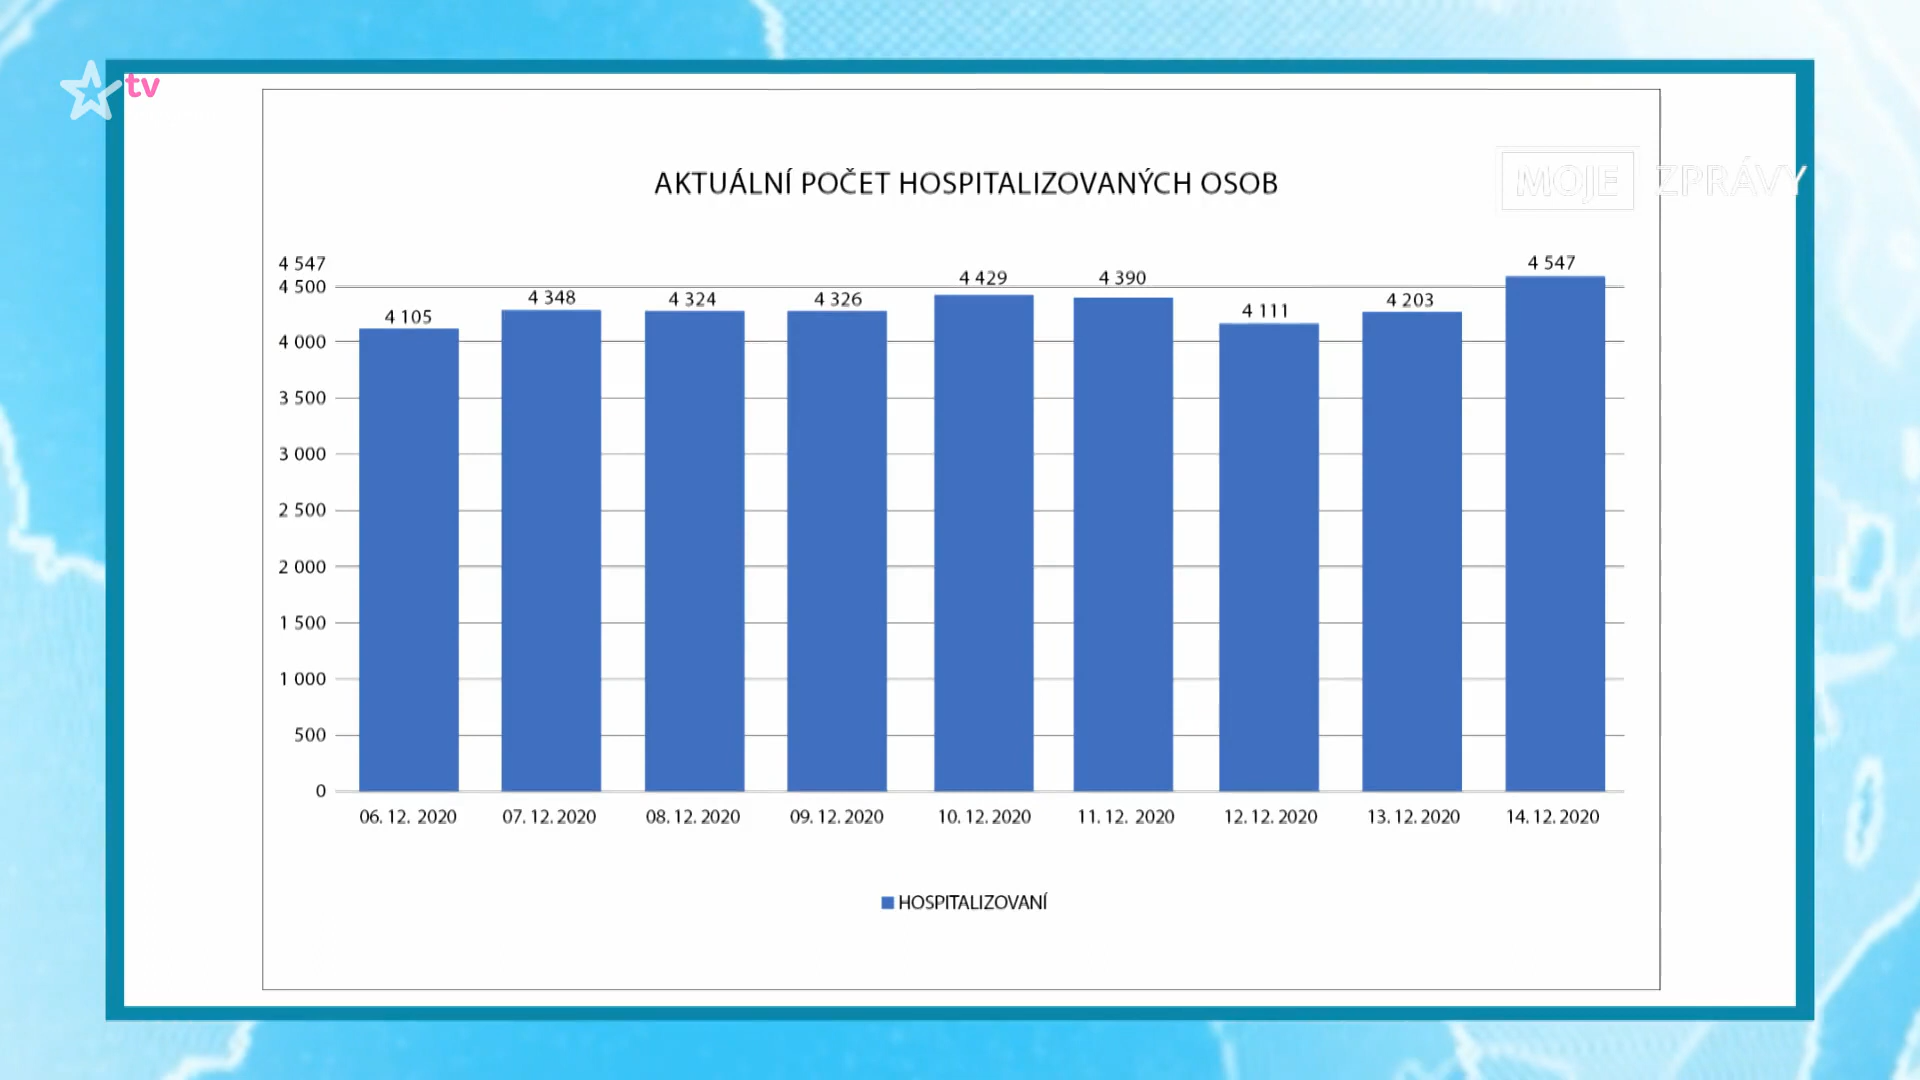 tv
MOJE ZPRÁVY
AKTUÁLNÍ POČET HOSPITALIZOVANÝCH OSOB
4 547
4 500
4 000
3 500
3 000
2 500
2 000
1 500
1 000
500
0
4 105
4 348
4 324
4 326
4 429
4 390
4 111
4 203
4 547
06. 12. 2020
07. 12. 2020
08. 12. 2020
09. 12. 2020
10. 12. 2020
11. 12. 2020
12. 12. 2020
13. 12. 2020
14. 12. 2020
HOSPITALIZOVANÍ